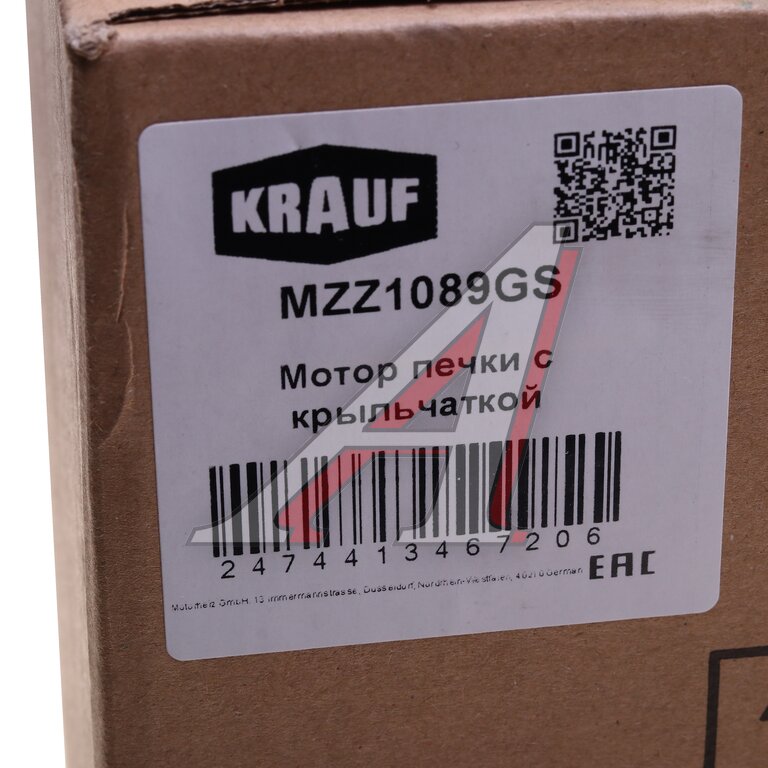 KRAUF
MZZ1089GS
Мотор печки с
крыльчаткой
2474413467206
EAC